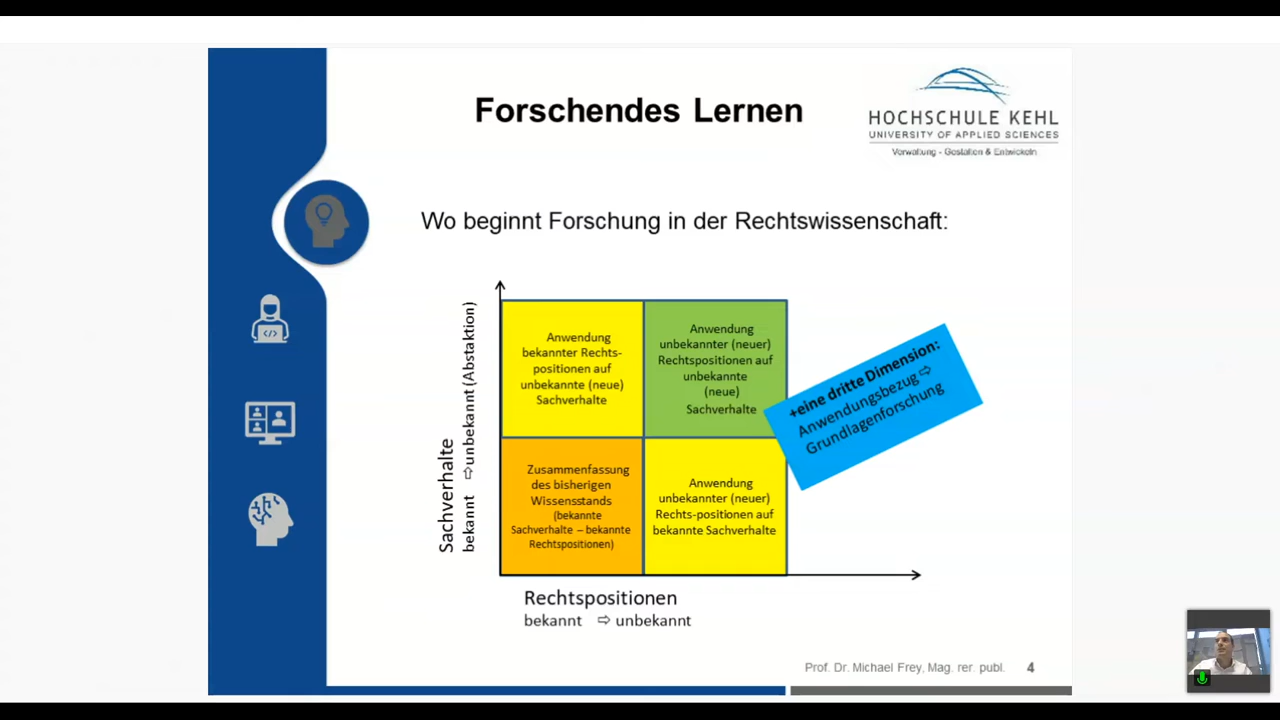 Forschendes Lernen
HOCHSCHULE KEHL
UNIVERSITY OF APPLIED SCIENCES
Verwaltung - Gestalten & Entwickeln
Wo beginnt Forschung in der Rechtswissenschaft:
Sachverhalte
bekannt ⇨ unbekannt (Abstaktion)
Anwendung
bekannter Rechts-
positionen auf
unbekannte (neue)
Sachverhalte
Anwendung
unbekannter (neuer)
Rechtspositionen auf
unbekannte
(neue)
Sachverhalte
+eine dritte Dimension:
Anwendungsbezug ⇨
Grundlagenforschung
Zusammenfassung
des bisherigen
Wissensstands
(bekannte
Sachverhalte – bekannte
Rechtspositionen)
Anwendung
unbekannter (neuer)
Rechts-positionen auf
bekannte Sachverhalte
Rechtspositionen
bekannt ⇨ unbekannt
Prof. Dr. Michael Frey, Mag. rer. publ. 4